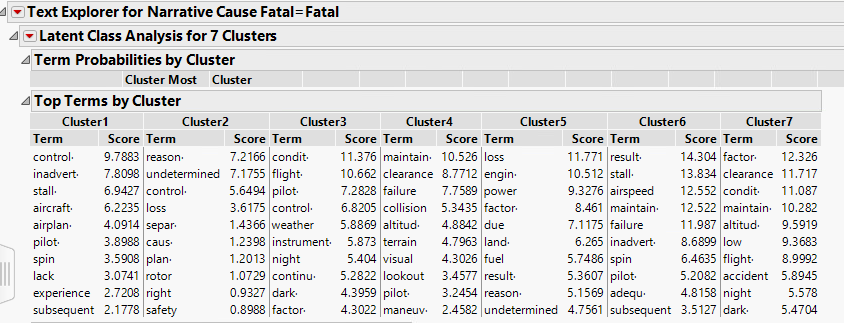 Text Explorer for Narrative Cause Fatal=Fatal
Latent Class Analysis for 7 Clusters
Term Probabilities by Cluster
Cluster Most Cluster
Top Terms by Cluster
Cluster1 Cluster2 Cluster3 Cluster4 Cluster5 Cluster6 Cluster7
Term Score Term Score Term Score Term Score Term Score Term Score Term Score
control· 9.7883 reason· 7.2166 condit· 11.376 maintain· 10.526 loss 11.771 result· 14.304 factor· 12.326
inadvert· 7.8098 undetermined 7.1755 flight· 10.662 clearance 8.7712 engin· 10.512 stall· 13.834 clearance 11.717
stall· 6.9427 control· 5.6494 pilot· 7.2828 failure 7.7589 power 9.3276 airspeed 12.552 condit· 11.087
aircraft· 6.2235 loss 3.6175 control· 6.8205 collision 5.3435 factor· 8.461 maintain· 12.522 maintain· 10.282
airplan· 4.0914 separ· 1.4366 weather 5.8869 altitud· 4.8842 due 7.1175 failure 11.987 altitud· 9.5919
pilot· 3.8988 caus· 1.2398 instrument· 5.873 terrain 4.7963 land· 6.265 inadvert· 8.6899 low 9.3683
spin 3.5908 plan· 1.2013 night 5.404 visual 4.3026 fuel 5.7486 spin 6.4635 flight· 8.9992
lack 3.0741 rotor 1.0729 continu· 5.2822 lookout 3.4577 result· 5.3607 pilot· 5.2082 accident 5.8945
experience 2.7208 right 0.9327 dark· 4.3959 pilot· 3.2454 reason· 5.1569 adequ· 4.8158 night 5.578
subsequent 2.1778 safety 0.8988 factor· 4.3022 maneuv· 2.4582 undetermined 4.7561 subsequent 3.5127 dark· 5.4704